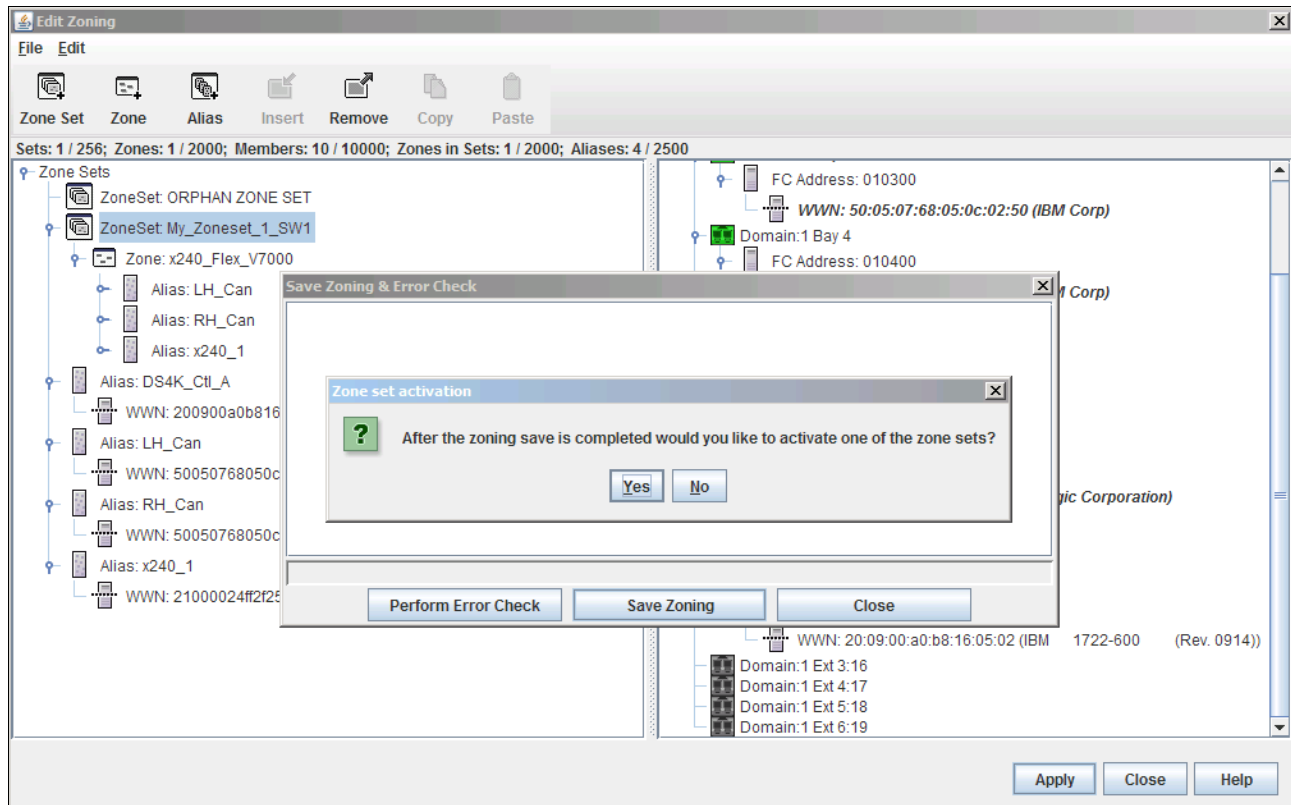 Edit Zoning
File Edit
Zone Set Zone Alias Insert Remove Copy Paste
Sets: 1 / 256; Zones: 1 / 2000; Members: 10 / 10000; Zones in Sets: 1 / 2000; Aliases: 4 / 2500
Zone Sets
ZoneSet: ORPHAN ZONE SET
ZoneSet: My_Zoneset_1_SW1
Zone: x240_Flex_V7000
Alias: LH_Can
Alias: RH_Can
Alias: x240_1
Alias: DS4K_Ctl_A
WWN: 200900a0b816
Alias: LH_Can
WWN: 50050768050c
Alias: RH_Can
WWN: 50050768050c
Alias: x240_1
WWN: 21000024ff2f25
FC Address: 010300
WWN: 50:05:07:68:05:0c:02:50 (IBM Corp)
Domain:1 Bay 4
FC Address: 010400
Corp)
gic Corporation)
WWN: 20:09:00:a0:b8:16:05:02 (IBM 1722-600 (Rev. 0914))
Domain:1 Ext 3:16
Domain:1 Ext 4:17
Domain:1 Ext 5:18
Domain:1 Ext 6:19
Save Zoning & Error Check
Zone set activation
?
After the zoning save is completed would you like to activate one of the zone sets?
Yes No
Perform Error Check Save Zoning Close
Apply Close Help